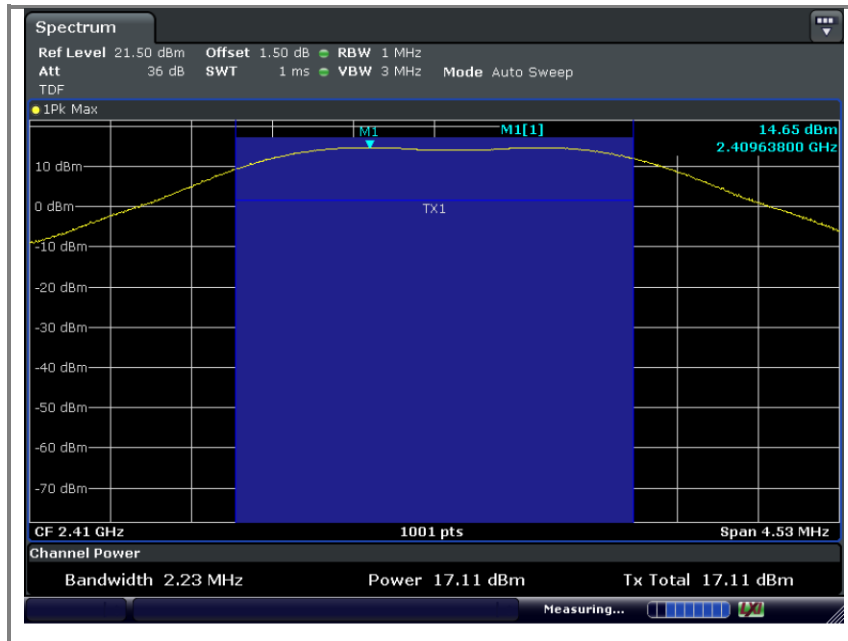 Spectrum
Ref Level 21.50 dBm Offset 1.50 dB RBW 1 MHz
Att 36 dB SWT 1 ms VBW 3 MHz Mode Auto Sweep
TDF
1Pk Max
M1 M1[1] 14.65 dBm
2.40963800 GHz
10 dBm
0 dBm
TX1
-10 dBm
-20 dBm
-30 dBm
-40 dBm
-50 dBm
-60 dBm
-70 dBm
CF 2.41 GHz 1001 pts Span 4.53 MHz
Channel Power
Bandwidth 2.23 MHz Power 17.11 dBm Tx Total 17.11 dBm
Measuring... LXI